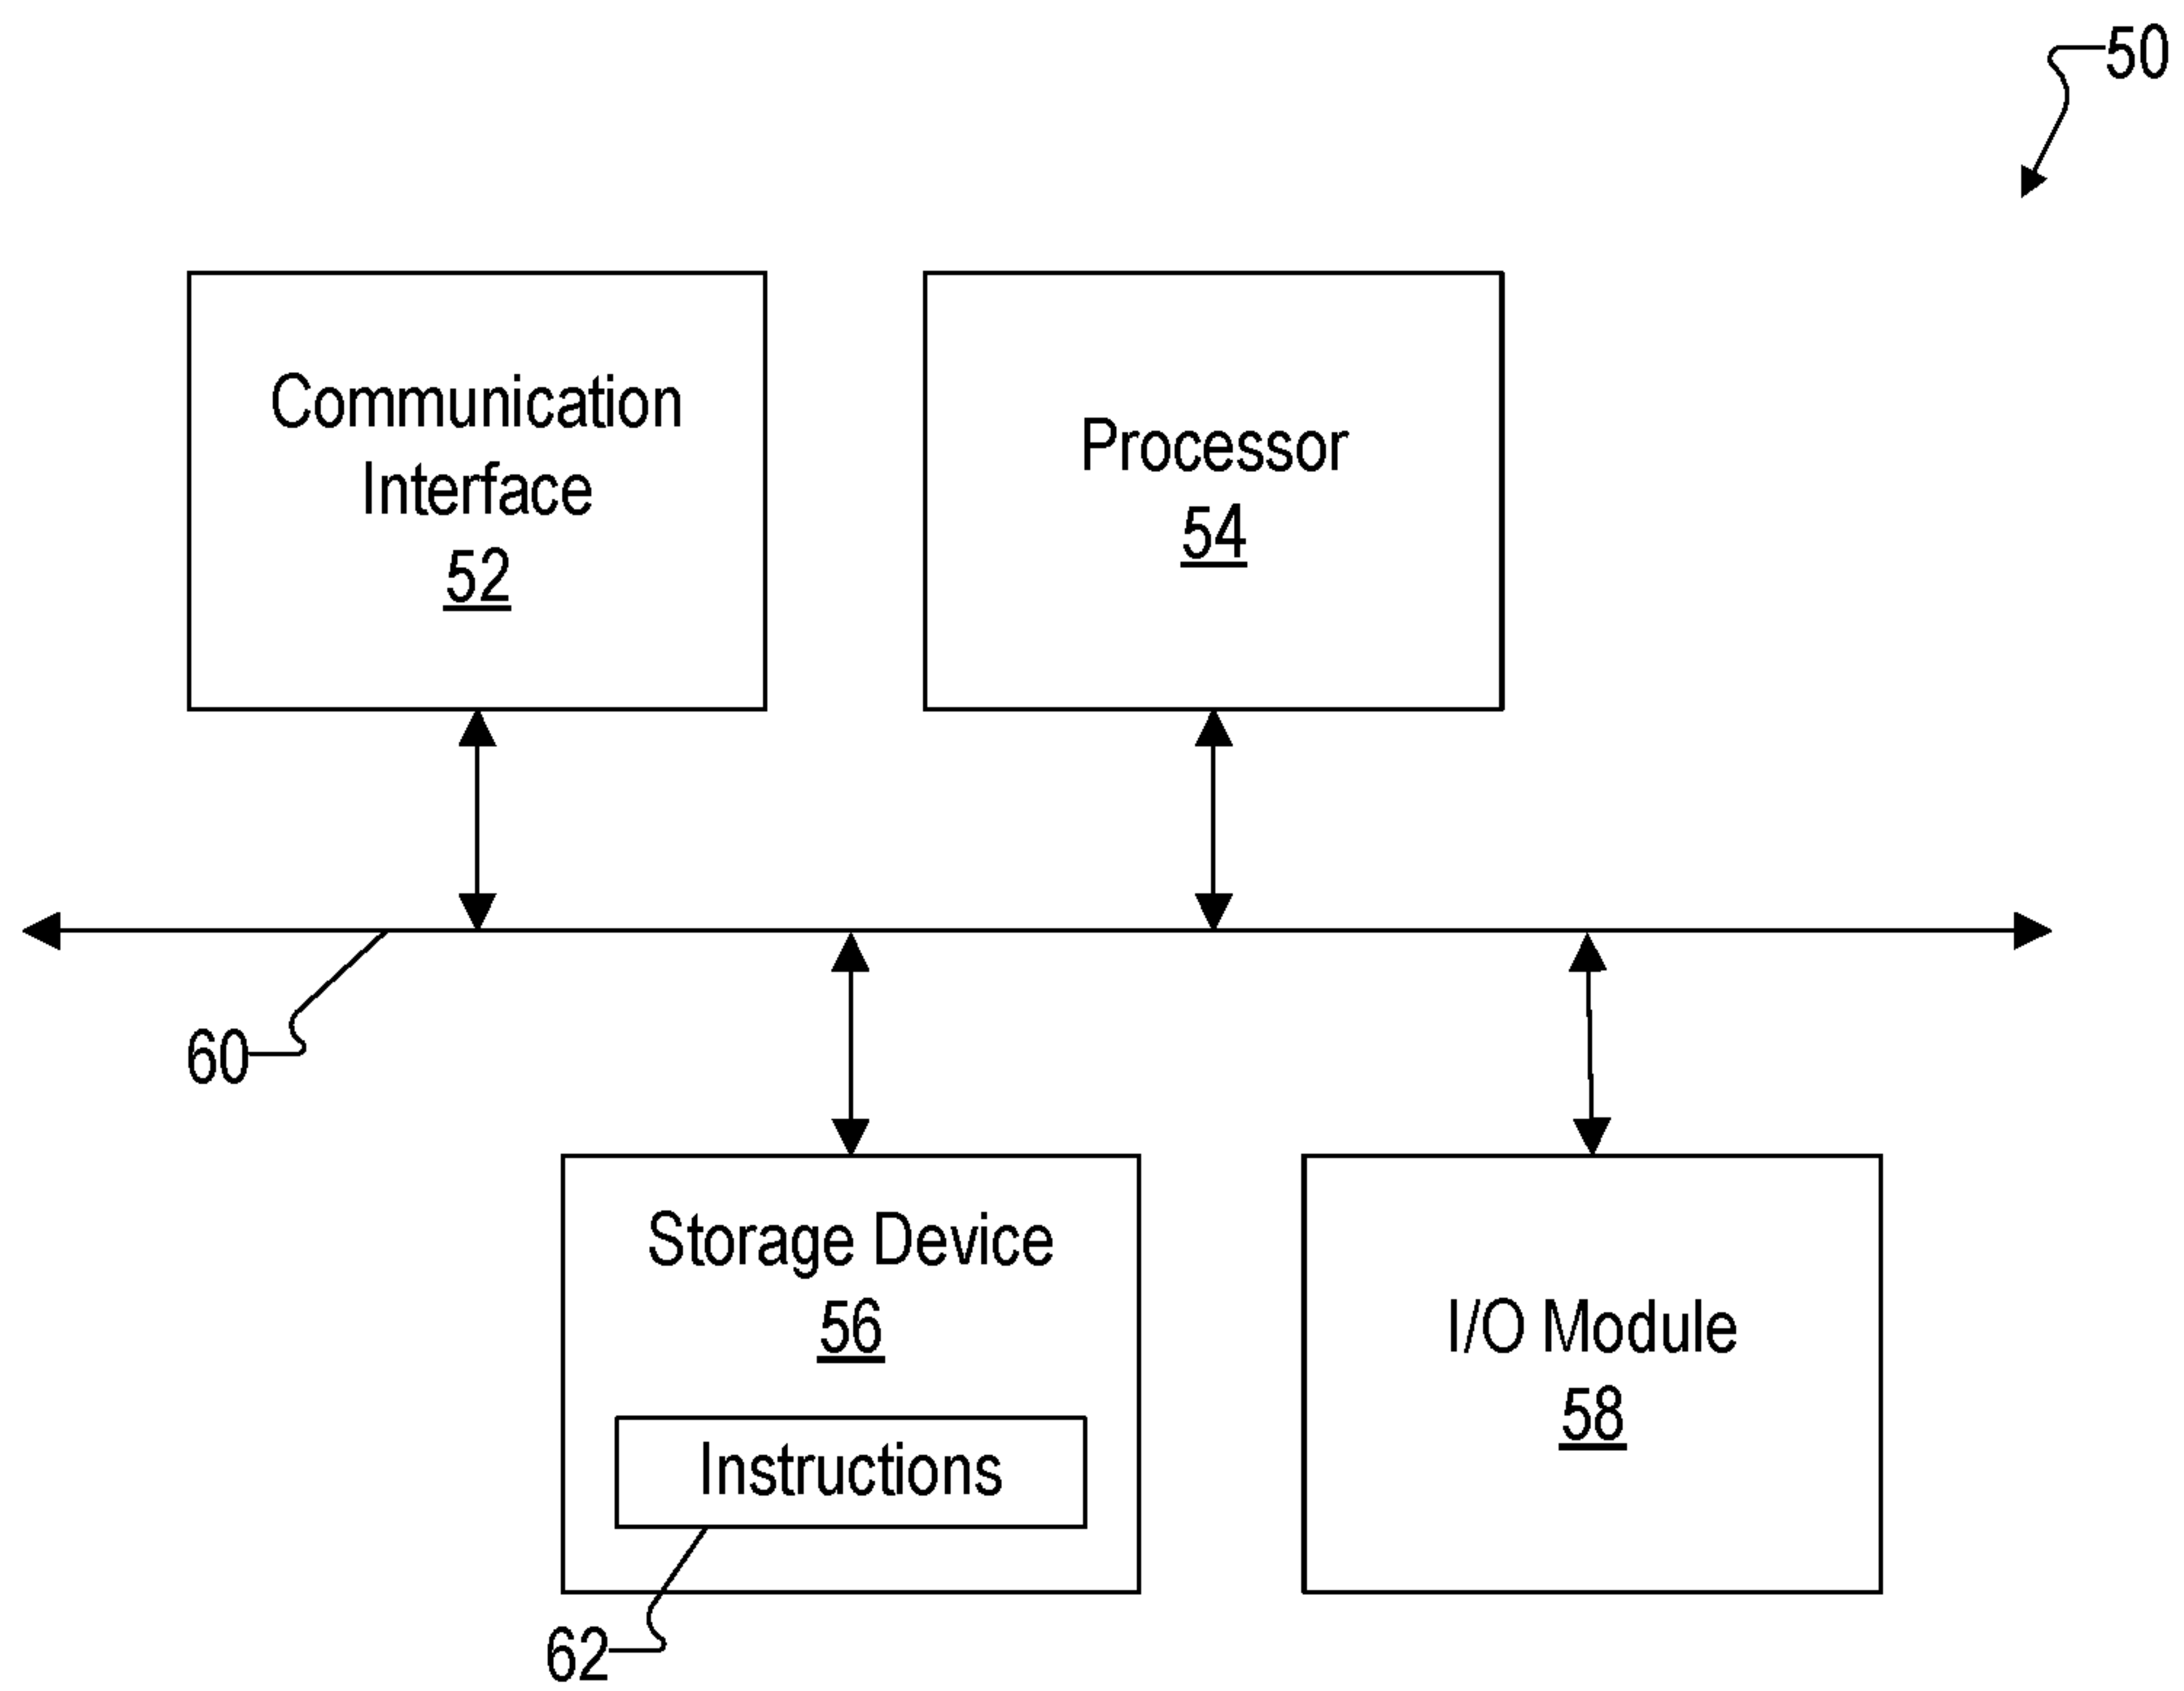 50
Communication
Interface
52
Processor
54
60
Storage Device
56
Instructions
62
I/O Module
58